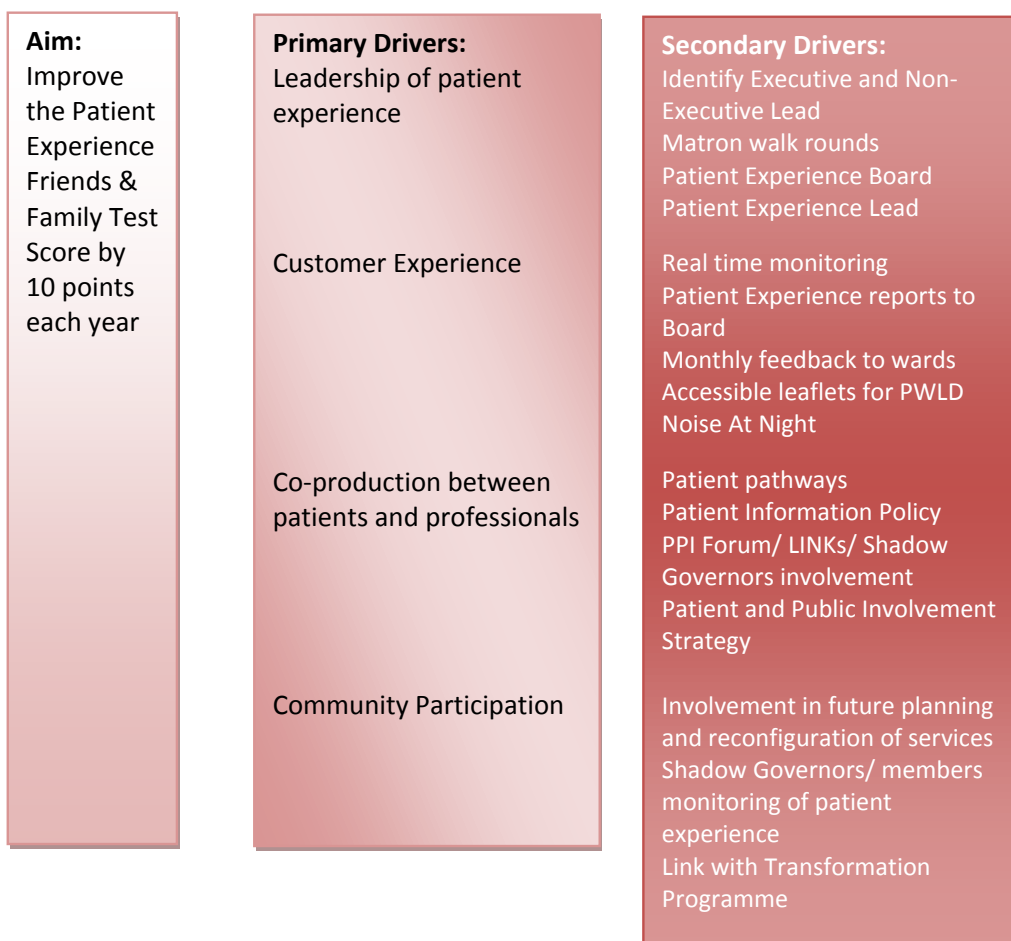 Aim:
Improve
the Patient
Experience
Friends &
Family Test
Score by
10 points
each year
Primary Drivers:
Leadership of patient
experience
Customer Experience
Co-production between
patients and professionals
Community Participation
Secondary Drivers:
Identify Executive and Non-
Executive Lead
Matron walk rounds
Patient Experience Board
Patient Experience Lead
Real time monitoring
Patient Experience reports to
Board
Monthly feedback to wards
Accessible leaflets for PWLD
Noise At Night
Patient pathways
Patient Information Policy
PPI Forum/ LINKs/ Shadow
Governors involvement
Patient and Public Involvement
Strategy
Involvement in future planning
and reconfiguration of services
Shadow Governors/ members
monitoring of patient
experience
Link with Transformation
Programme